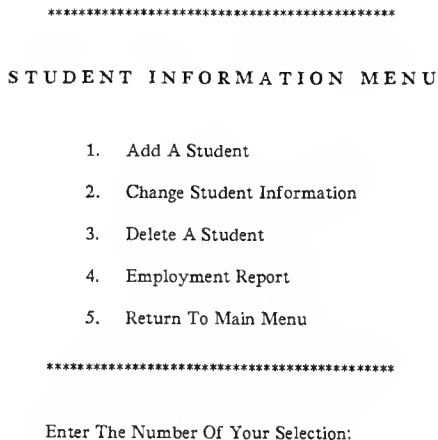 *********************************************
STUDENT INFORMATION MENU
1. Add A Student
2. Change Student Information
3. Delete A Student
4. Employment Report
5. Return To Main Menu
*********************************************
Enter The Number Of Your Selection: